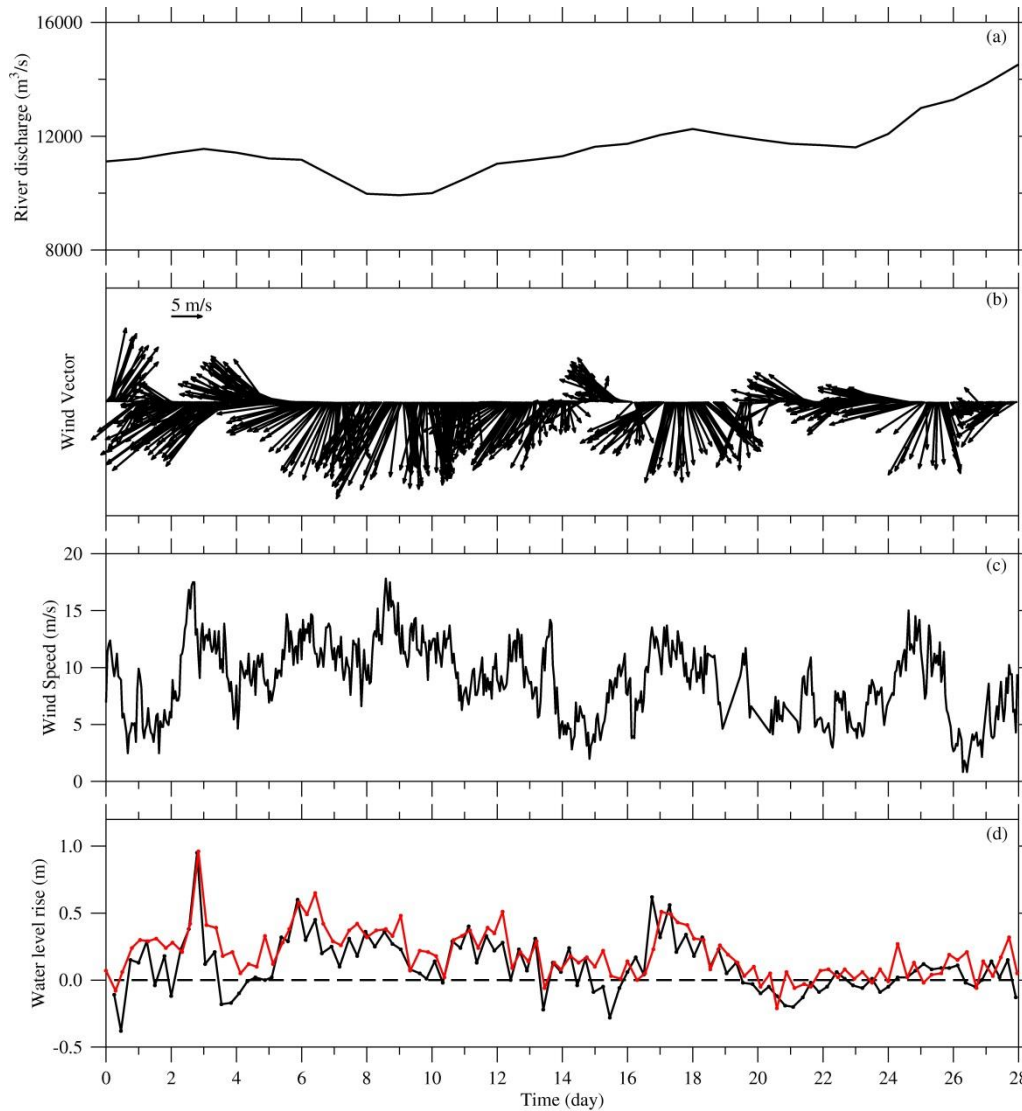 16000
(a)
River discharge (m³/s)
12000
8000
(b)
5 m/s
Wind Vector
20
(c)
Wind Speed (m/s)
15
10
5
0
(d)
Water level rise (m)
1.0
0.5
0.0
-0.5
0 2 4 6 8 10 12 14 16 18 20 22 24 26 28
Time (day)